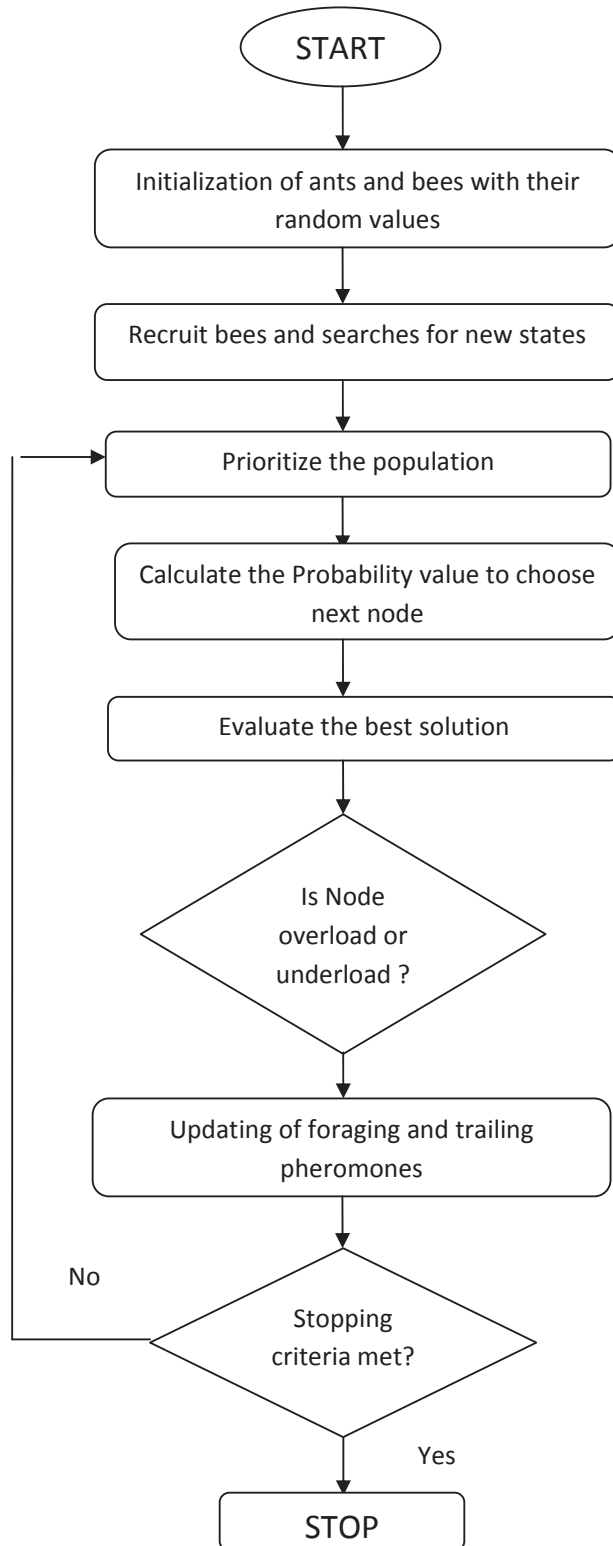 START
Initialization of ants and bees with their
random values
Recruit bees and searches for new states
Prioritize the population
Calculate the Probability value to choose
next node
Evaluate the best solution
Is Node
overload or
underload ?
Updating of foraging and trailing
pheromones
No
Stopping
criteria met?
Yes
STOP